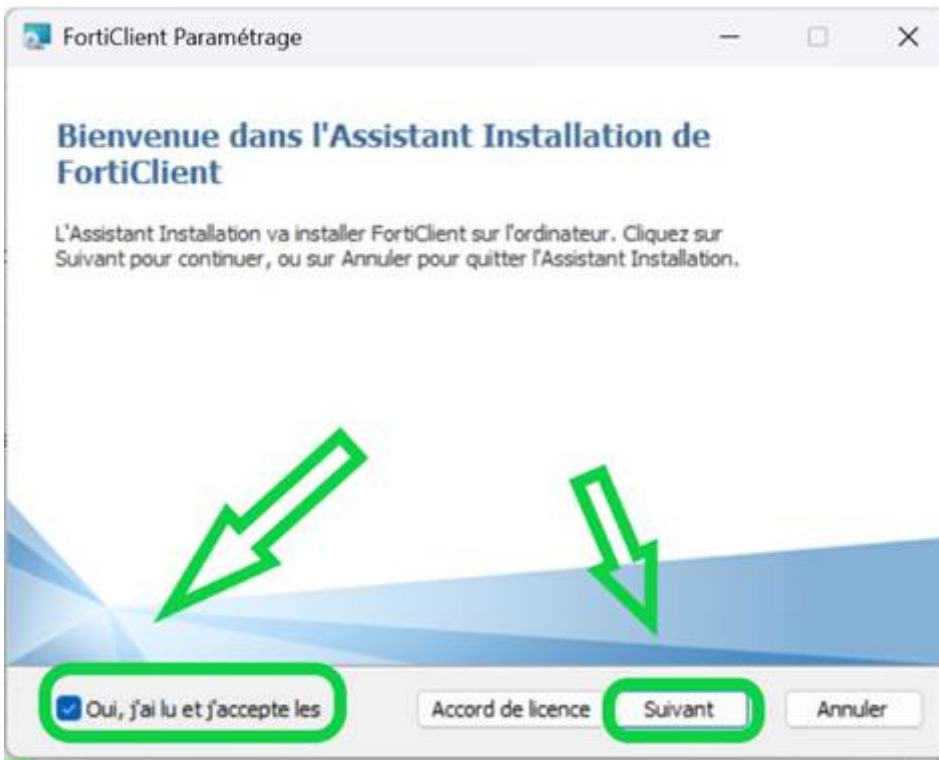 FortiClient Paramétrage
Bienvenue dans l'Assistant Installation de
FortiClient
L'Assistant Installation va installer FortiClient sur l'ordinateur. Cliquez sur
Suivant pour continuer, ou sur Annuler pour quitter l'Assistant Installation.
Oui, j'ai lu et j'accepte les Accord de licence Suivant Annuler